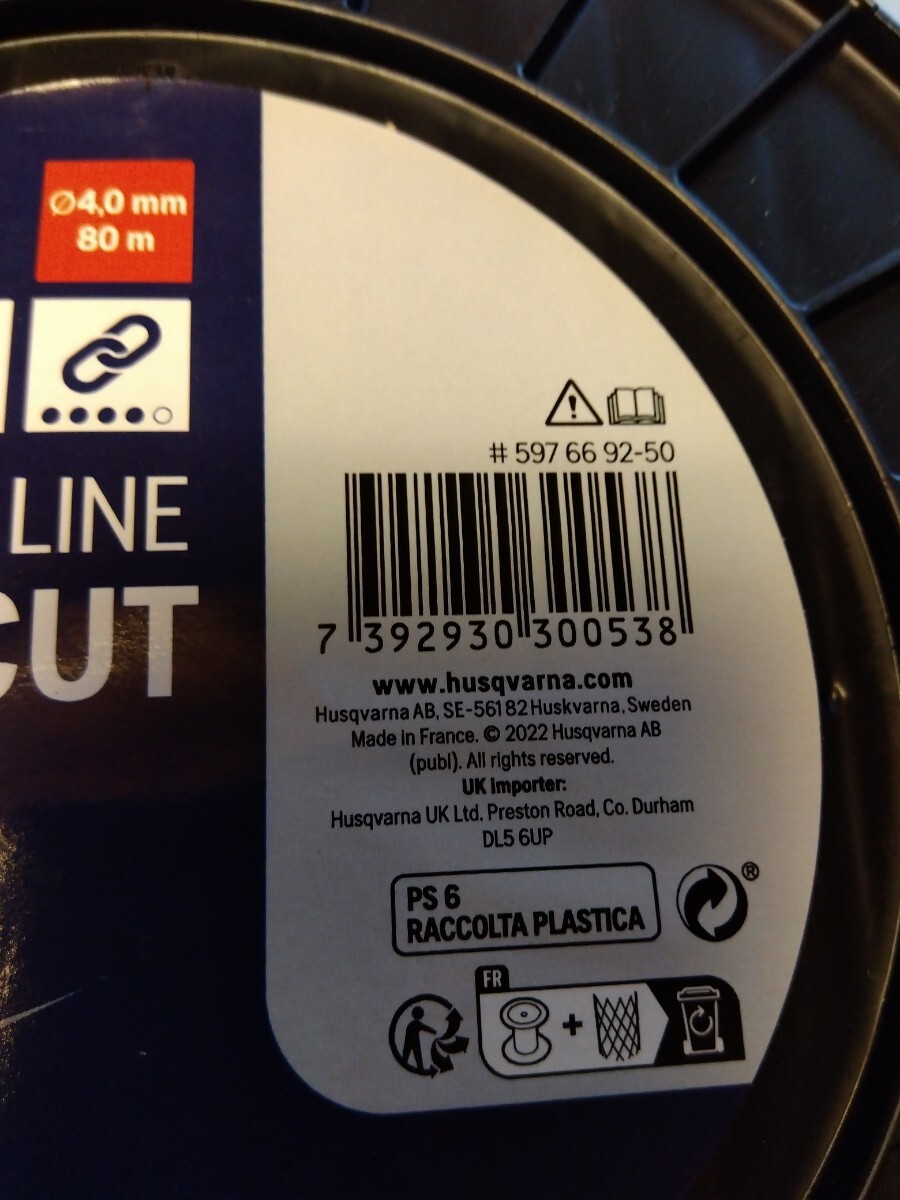 Ø4,0 mm
80 m
LINE
CUT
# 597 66 92-50
7 392930 300538
www.husqvarna.com
Husqvarna AB, SE-561 82 Huskvarna, Sweden
Made in France. © 2022 Husqvarna AB
(publ). All rights reserved.
UK importer:
Husqvarna UK Ltd. Preston Road, Co. Durham
DL5 6UP
PS 6
RACCOLTA PLASTICA
®
FR
+